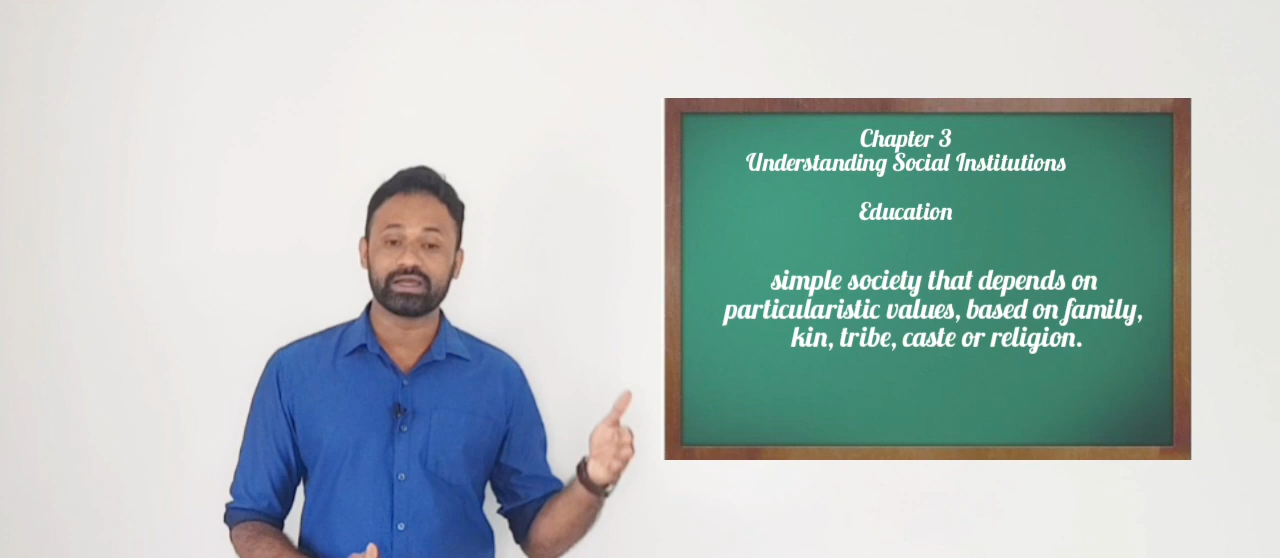 Chapter 3
Understanding Social Institutions
Education
simple society that depends on
particularistic values, based on family,
kin, tribe, caste or religion.